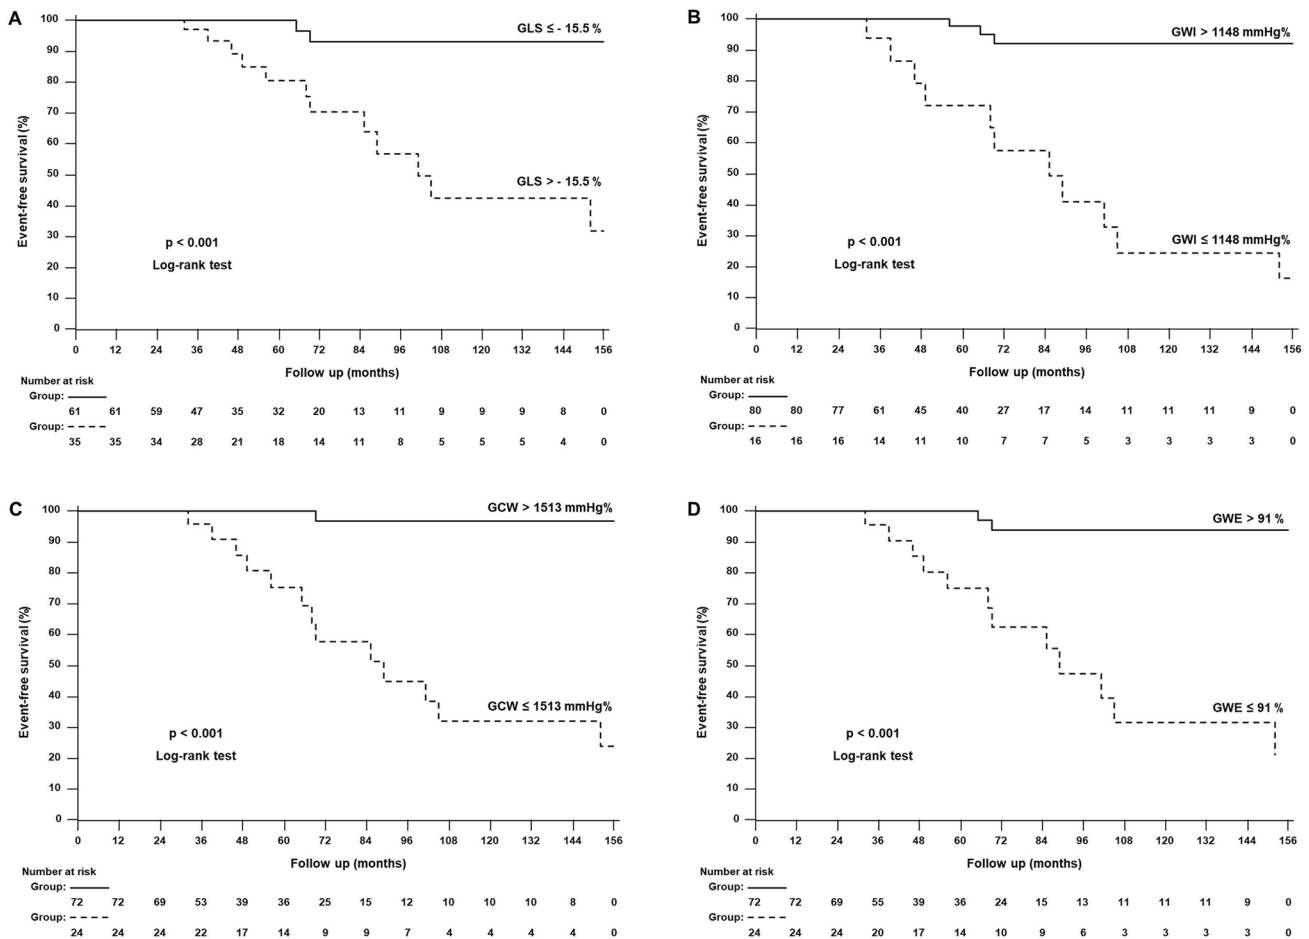 A
100
90
80
70
60
50
40
30
20
10
0
Event-free survival (%)
GLS ≤ - 15.5 %
GLS > - 15.5 %
p < 0.001
Log-rank test
0 12 24 36 48 60 72 84 96 108 132 144 156
Follow up (months)
Number at risk
Group:
61 61 59 47 35 32 20 13 11 9 9 9 8 0
Group:
35 35 34 28 21 18 14 11 8 5 5 5 4 0
B
100
90
80
70
60
50
40
30
20
10
0
Event-free survival (%)
GWI > 1148 mmHg%
GWI ≤ 1148 mmHg%
p < 0.001
Log-rank test
0 12 24 36 48 60 72 84 96 108 120 132 144 156
Follow up (months)
Number at risk
Group:
80 80 77 61 45 40 27 17 14 11 11 11 9 0
Group:
16 16 16 14 11 10 7 7 5 3 3 3 3 0
C
100
90
80
70
60
50
40
30
20
10
0
Event-free survival (%)
GCW > 1513 mmHg%
GCW ≤ 1513 mmHg%
p < 0.001
Log-rank test
0 12 24 36 48 60 72 84 96 108 120 132 144 156
Follow up (months)
Number at risk
Group:
72 72 69 53 39 36 25 15 12 10 10 10 8 0
Group:
24 24 24 22 17 14 9 9 7 4 4 4 4 0
D
100
90
80
70
60
50
40
30
20
10
0
Event-free survival (%)
GWE > 91 %
GWE ≤ 91 %
p < 0.001
Log-rank test
0 12 24 36 48 60 72 84 96 108 120 132 144 156
Follow up (months)
Number at risk
Group:
72 72 69 55 39 36 24 15 13 11 11 11 9 0
Group:
24 24 24 20 17 14 10 9 6 3 3 3 3 0